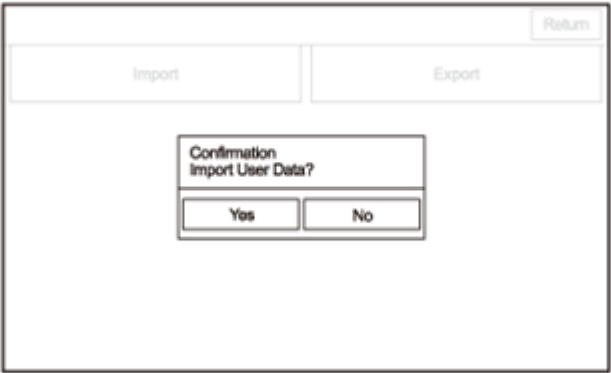 Return
Import Export
Confirmation
Import User Data?
Yes No